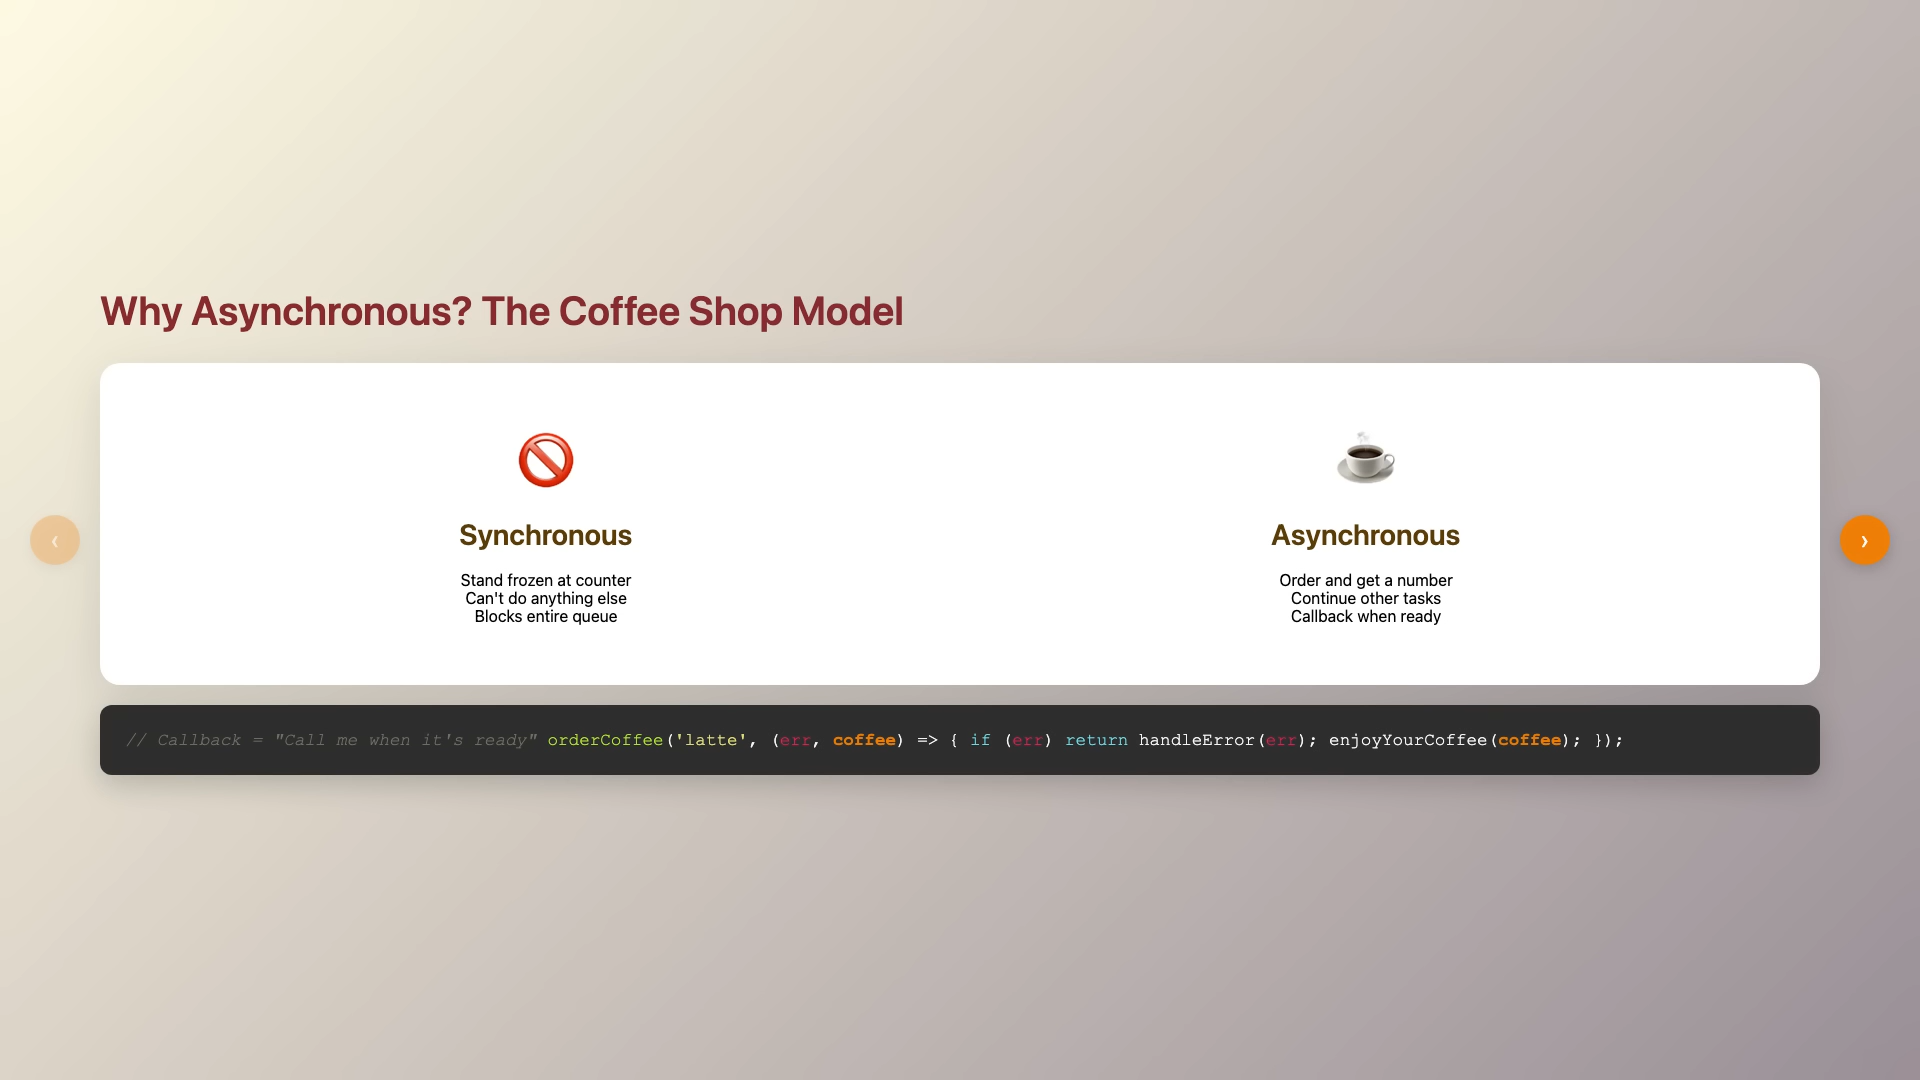 Why Asynchronous? The Coffee Shop Model
Synchronous
Stand frozen at counter
Can't do anything else
Blocks entire queue
Asynchronous
Order and get a number
Continue other tasks
Callback when ready
‹
›
// Callback = "Call me when it's ready" orderCoffee('latte', (err, coffee) => { if (err) return handleError(err); enjoyYourCoffee(coffee); });